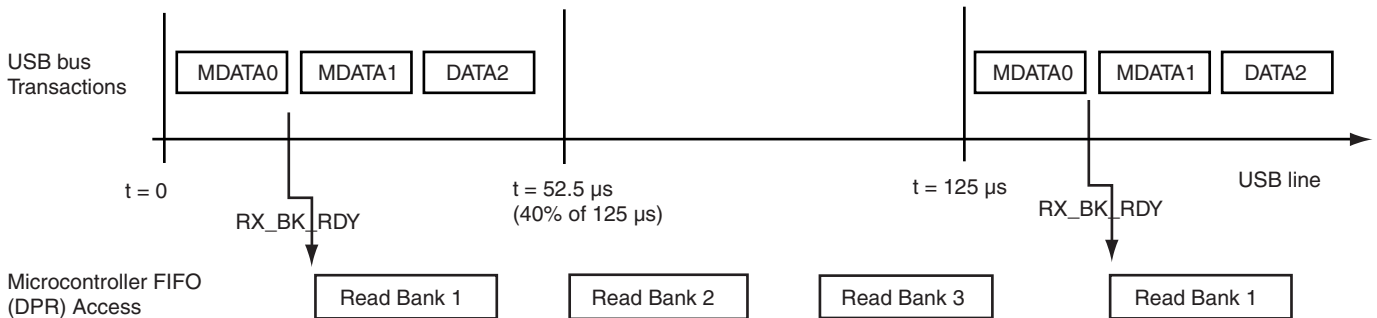 USB bus
Transactions
MDATA0
MDATA1
DATA2
MDATA0
MDATA1
DATA2
t = 0
t = 52.5 µs
(40% of 125 µs)
t = 125 µs
USB line
RX_BK_RDY
RX_BK_RDY
Microcontroller FIFO
(DPR) Access
Read Bank 1
Read Bank 2
Read Bank 3
Read Bank 1